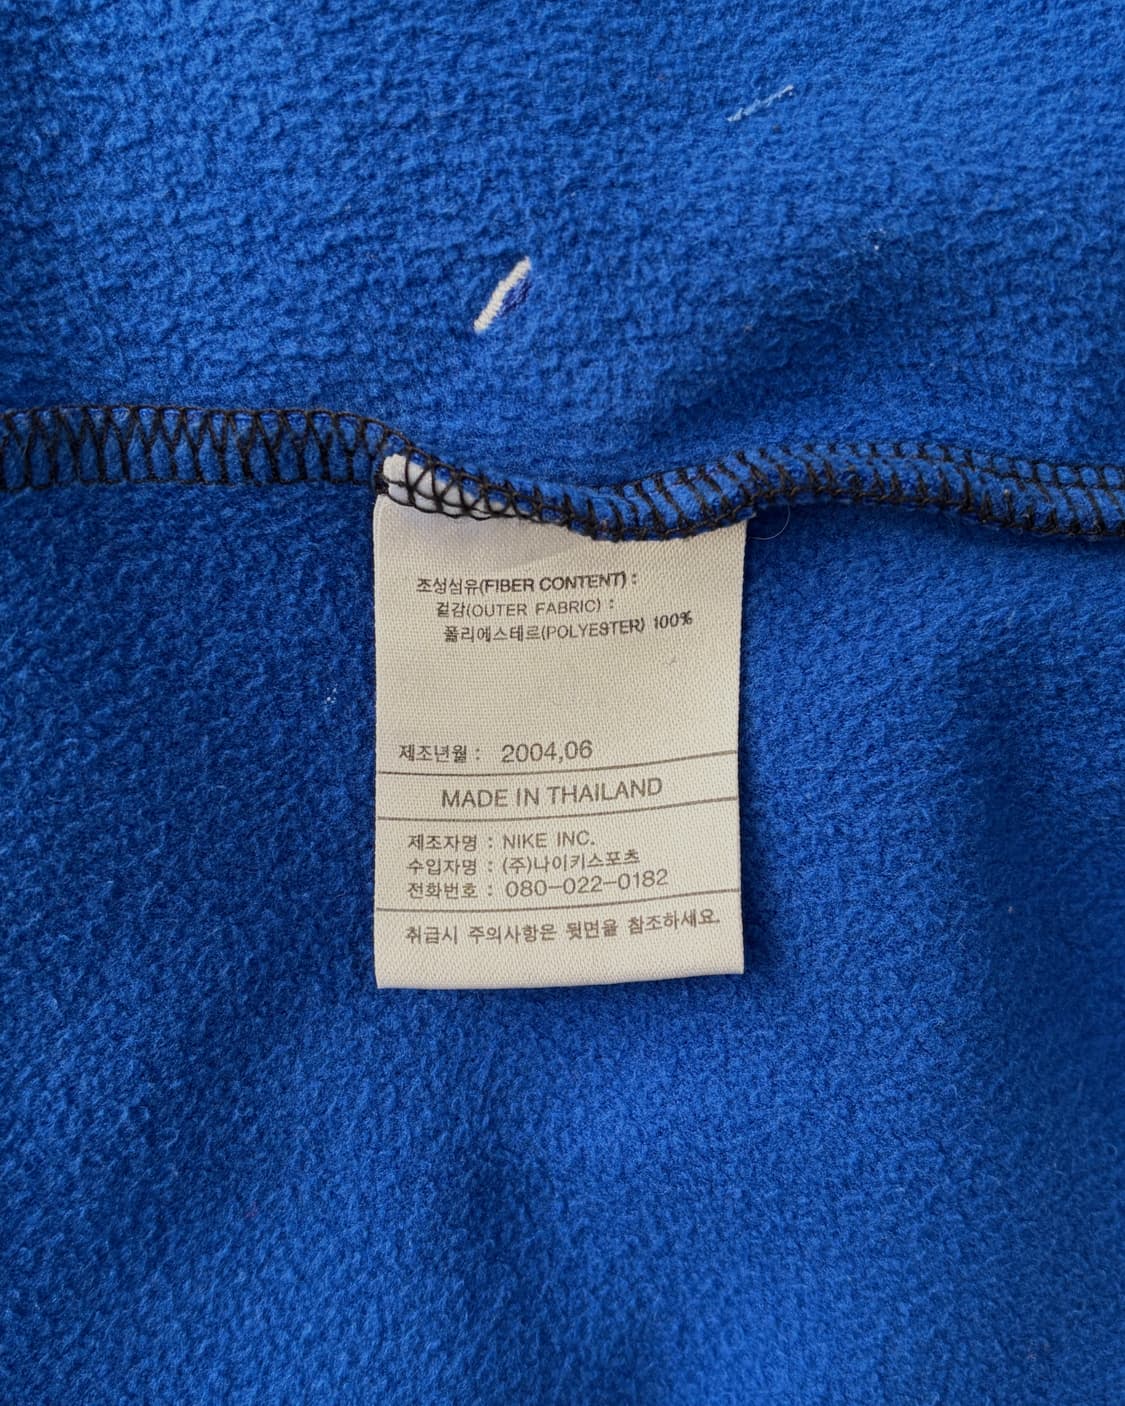 조성섬유(FIBER CONTENT) :
겉감(OUTER FABRIC) :
폴리에스테르(POLYESTER) 100%
제조년월 : 2004,06
MADE IN THAILAND
제조자명 : NIKE INC.
수입자명 : (주)나이키스포츠
전화번호 : 080-022-0182
취급시 주의사항은 뒷면을 참조하세요.